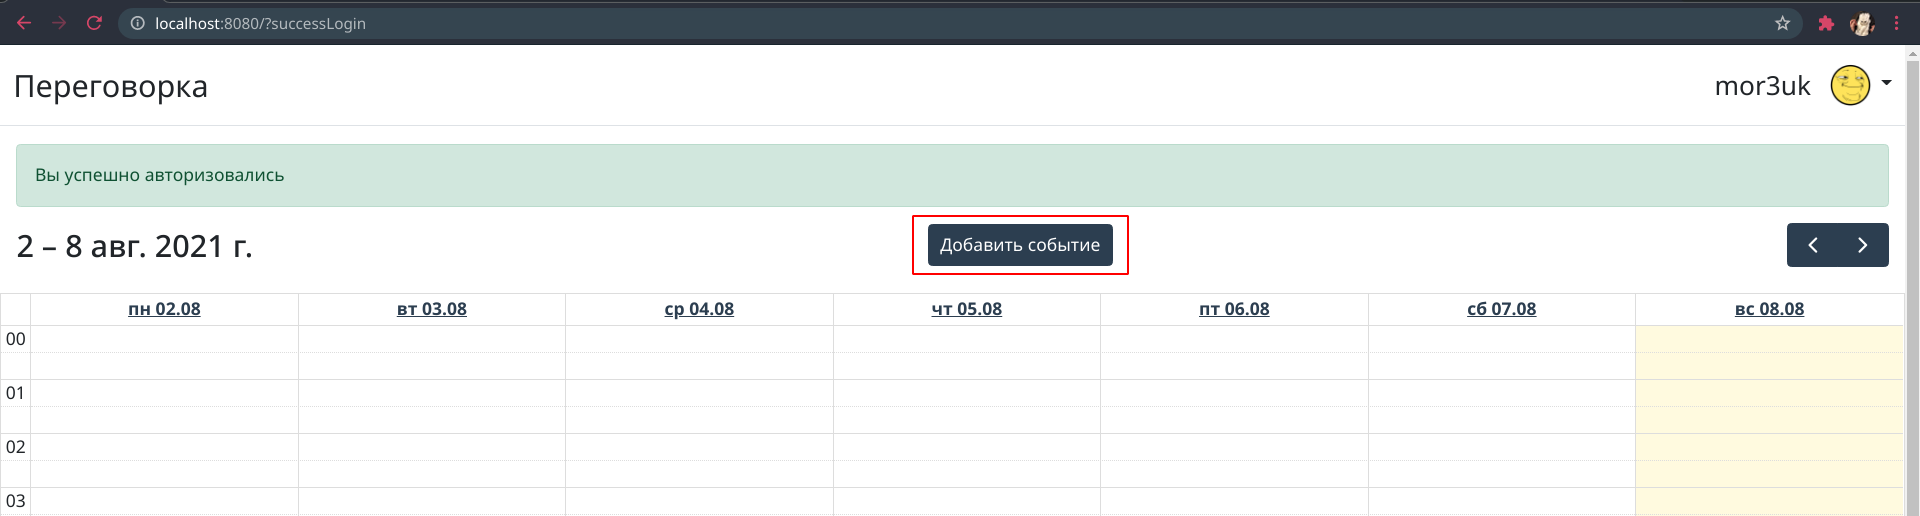 localhost:8080/?successLogin
Переговорка
mor3uk
Вы успешно авторизовались
2 – 8 авг. 2021 г.
Добавить событие
пн 02.08 вт 03.08 ср 04.08 чт 05.08 пт 06.08 сб 07.08 вс 08.08
00
01
02
03